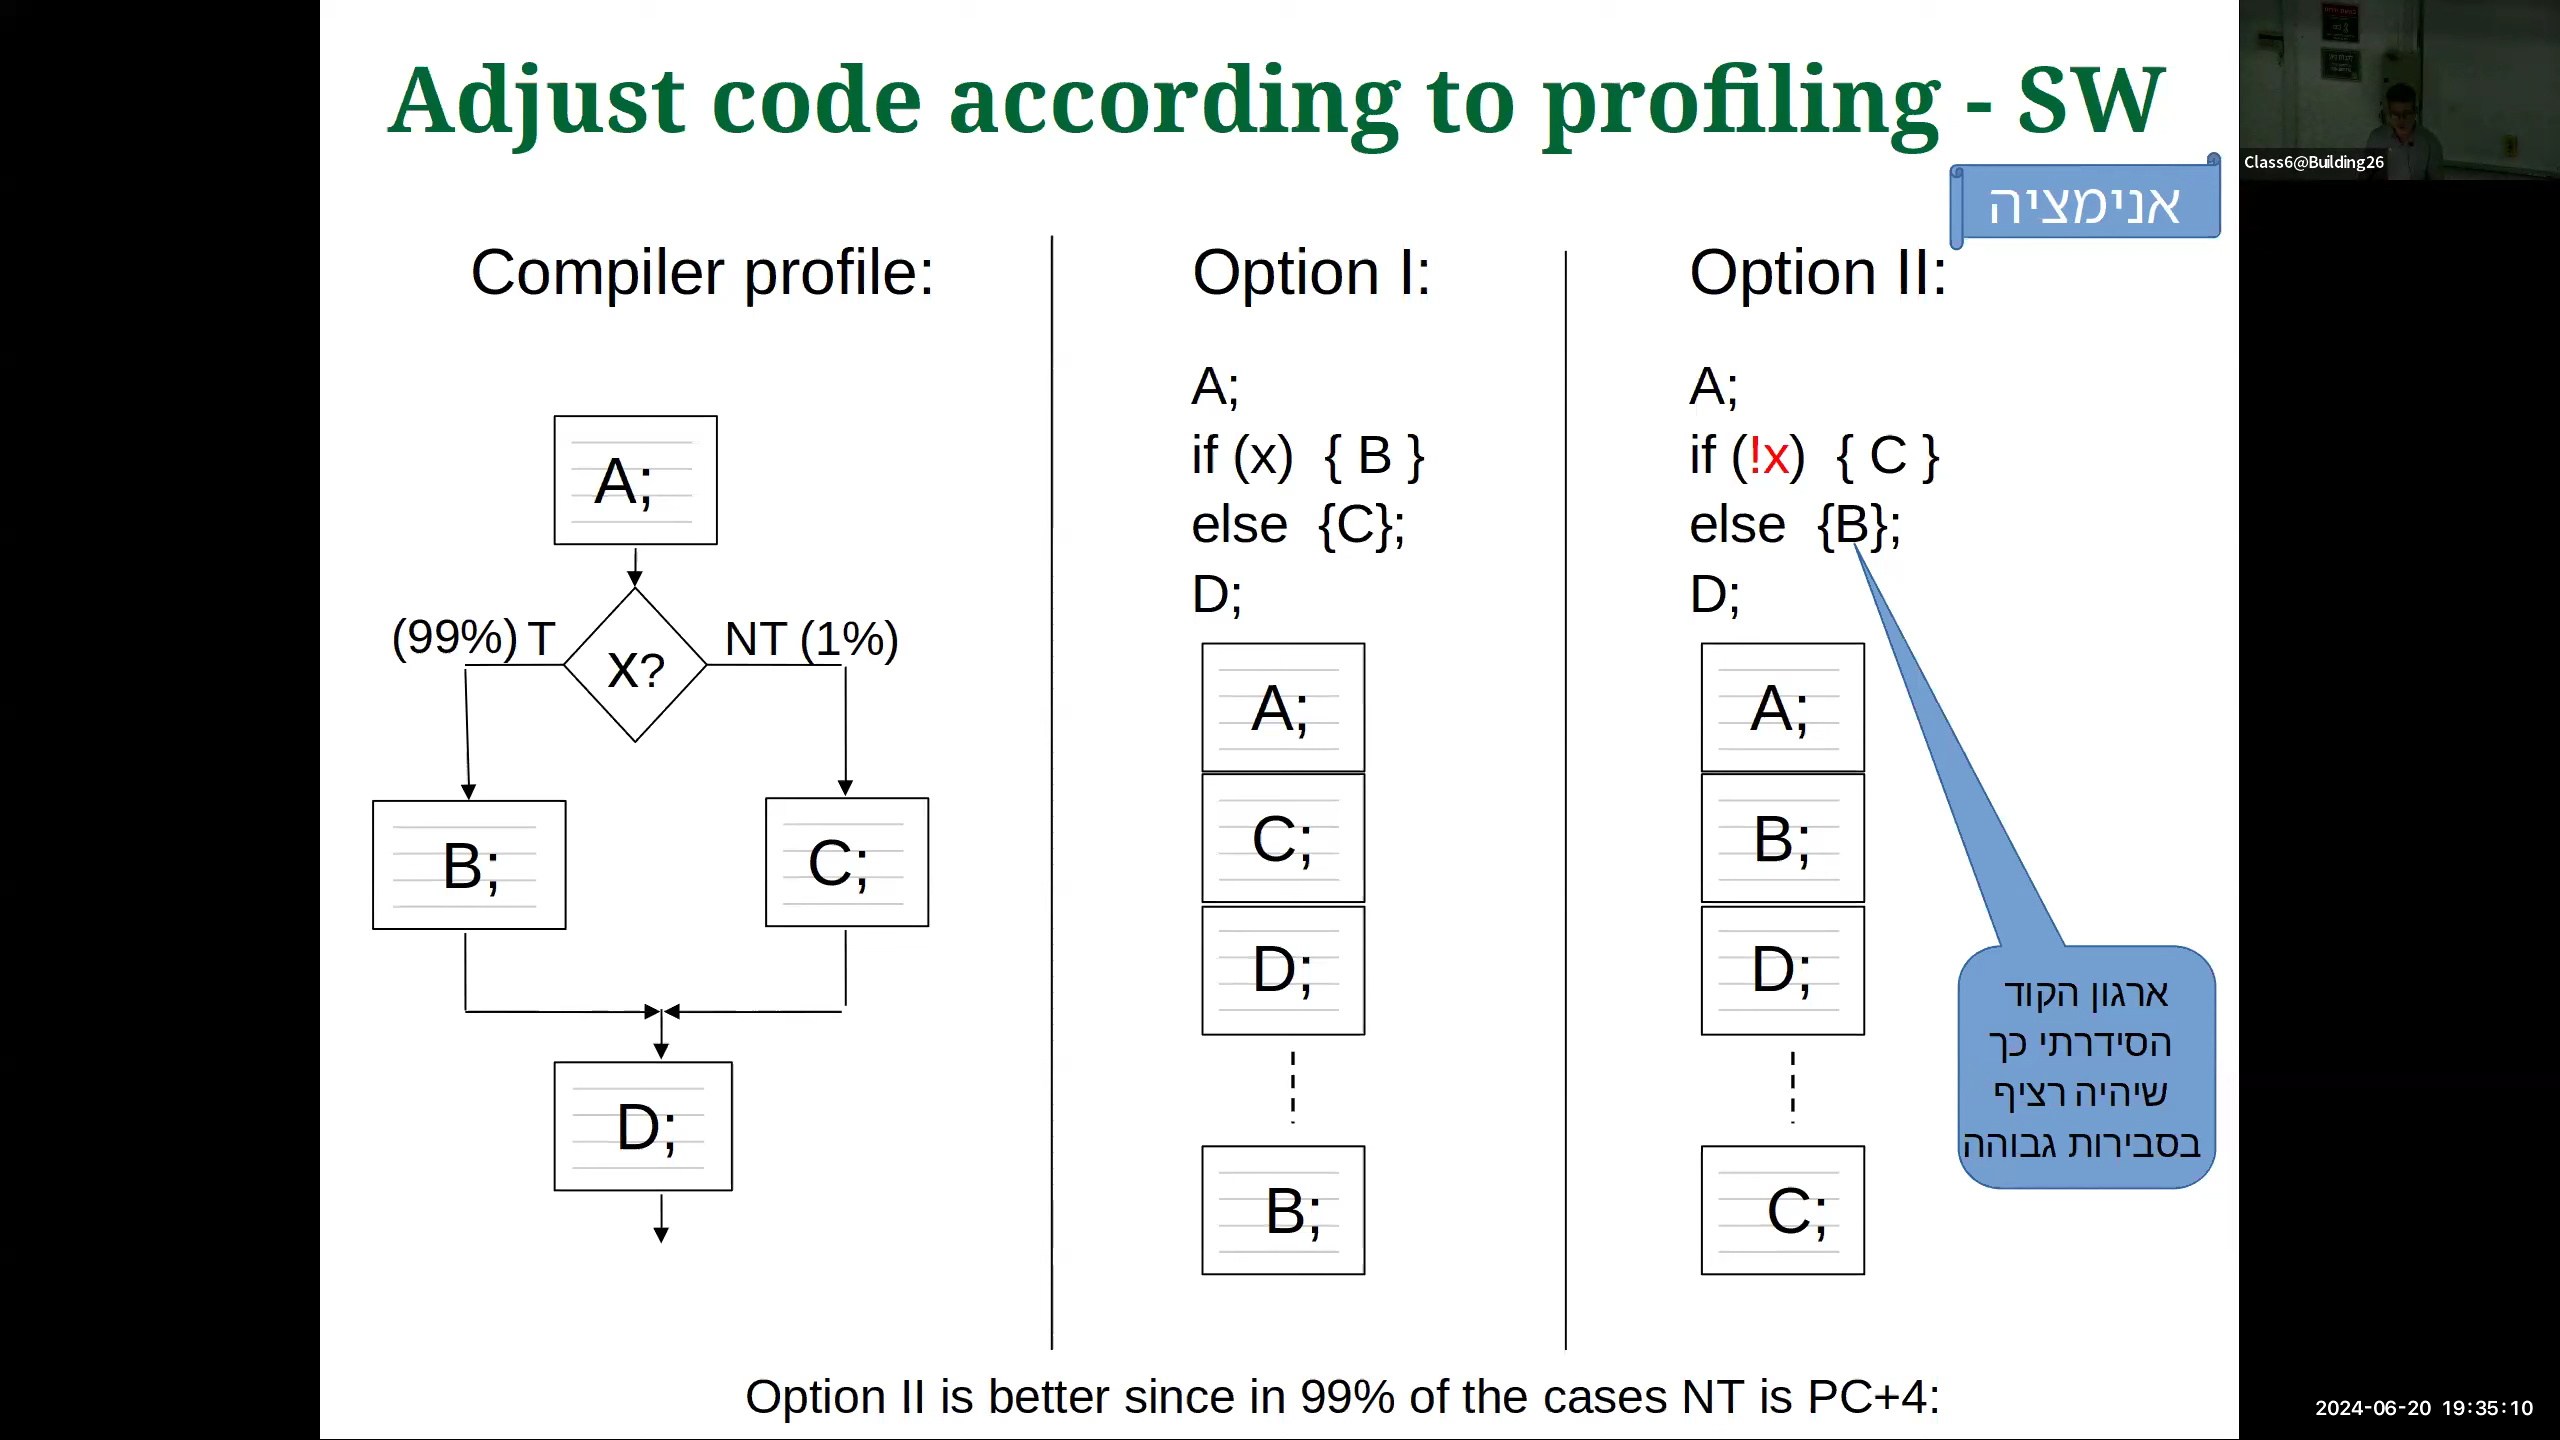 Adjust code according to profiling - SW
Class6@Building26
אנימציה
Compiler profile:
A;
(99%) T
X?
NT (1%)
B;
C;
D;
Option I:
A;
if (x) { B }
else {C};
D;
A;
C;
D;
B;
Option II:
A;
if (!x) { C }
else {B};
D;
A;
B;
D;
C;
ארגון הקוד
הסידרתי כך
שיהיה רציף
בסבירות גבוהה
Option II is better since in 99% of the cases NT is PC+4:
2024-06-20 19:35:10